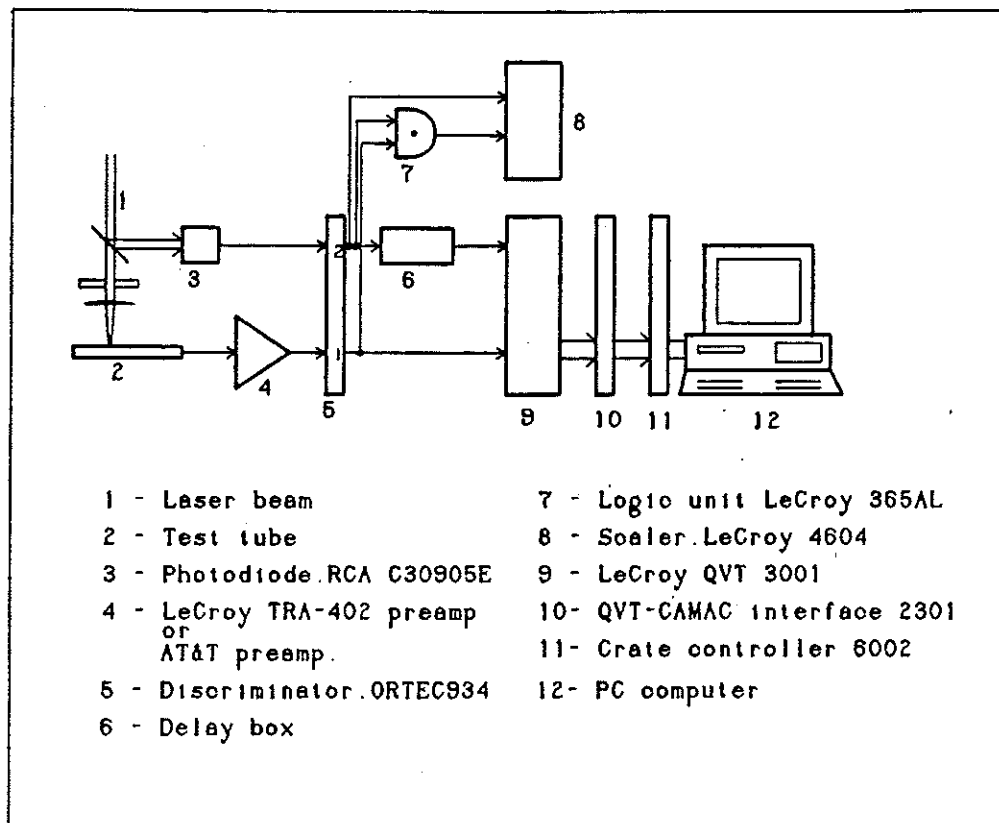 8
7
1
3
2
6
2
4
1
5
9
10
11
12
1 - Laser beam
2 - Test tube
3 - Photodiode.RCA C30905E
4 - LeCroy TRA-402 preamp
or
AT&T preamp.
5 - Discriminator.ORTEC934
6 - Delay box
7 - Logic unit LeCroy 365AL
8 - Scaler.LeCroy 4604
9 - LeCroy QVT 3001
10- QVT-CAMAC interface 2301
11- Crate controller 6002
12- PC computer